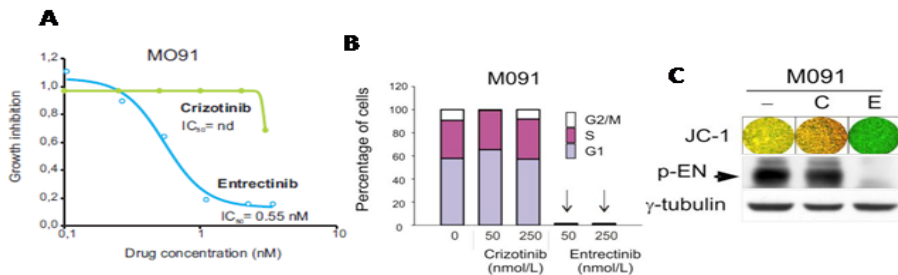 A
MO91
Growth inhibition
1,2
1,0
0,8
0,6
0,4
0,2
0,0
Crizotinib
IC50= nd
Entrectinib
IC50= 0.55 nM
0,1
1
10
Drug concentration (nM)
B
M091
Percentage of cells
100
80
60
40
20
0
G2/M
S
G1
0
50
250
50
250
Crizotinib
(nmol/L)
Entrectinib
(nmol/L)
C
M091
–
C
E
JC-1
p-EN
γ-tubulin